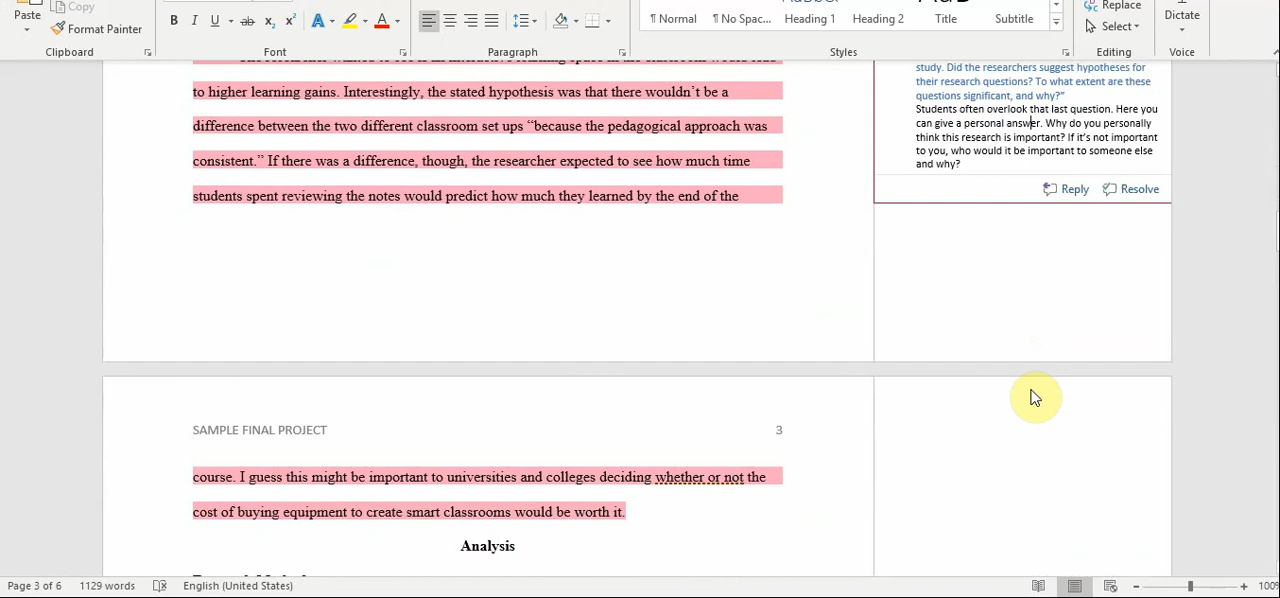 Copy
Replace
Paste
Format Painter
B I U ab x₂ x² A A
¶ Normal
¶ No Spac...
Heading 1
Heading 2
Title
Subtitle
Select
Dictate
Clipboard
Font
Paragraph
Styles
Editing
Voice
to higher learning gains. Interestingly, the stated hypothesis was that there wouldn’t be a
difference between the two different classroom set ups “because the pedagogical approach was
consistent.” If there was a difference, though, the researcher expected to see how much time
students spent reviewing the notes would predict how much they learned by the end of the
study. Did the researchers suggest hypotheses for
their research questions? To what extent are these
questions significant, and why?”
Students often overlook that last question. Here you
can give a personal answer. Why do you personally
think this research is important? If it’s not important
to you, who would it be important to someone else
and why?
Reply
Resolve
SAMPLE FINAL PROJECT
3
course. I guess this might be important to universities and colleges deciding whether or not the
cost of buying equipment to create smart classrooms would be worth it.
Analysis
Page 3 of 6
1129 words
English (United States)
100%